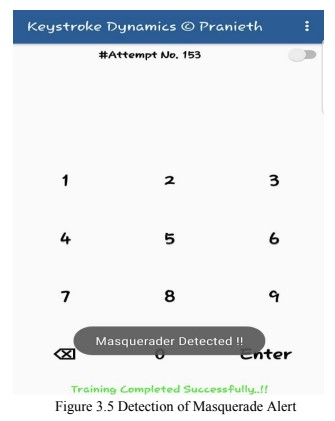 Keystroke Dynamics © Pranieth
#Attempt No. 153
1 2 3
4 5 6
7 8 9
Masquerader Detected !!
0 Enter
Training Completed Successfully..!!
Figure 3.5 Detection of Masquerade Alert